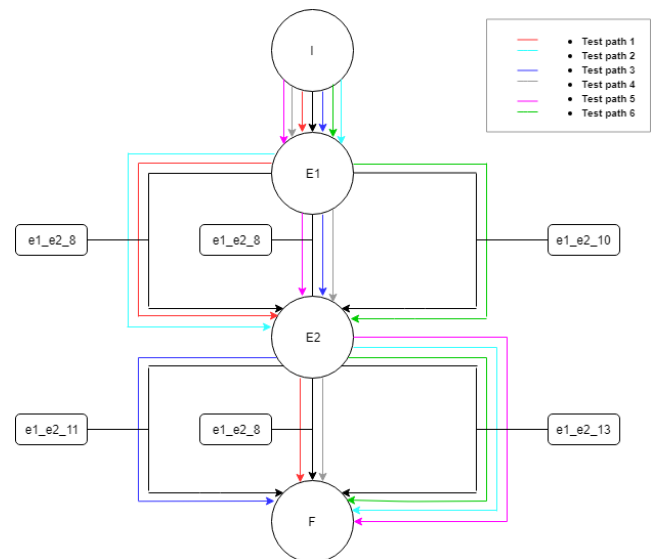 I
Test path 1
Test path 2
Test path 3
Test path 4
Test path 5
Test path 6
E1
e1_e2_8
e1_e2_8
e1_e2_10
E2
e1_e2_11
e1_e2_8
e1_e2_13
F